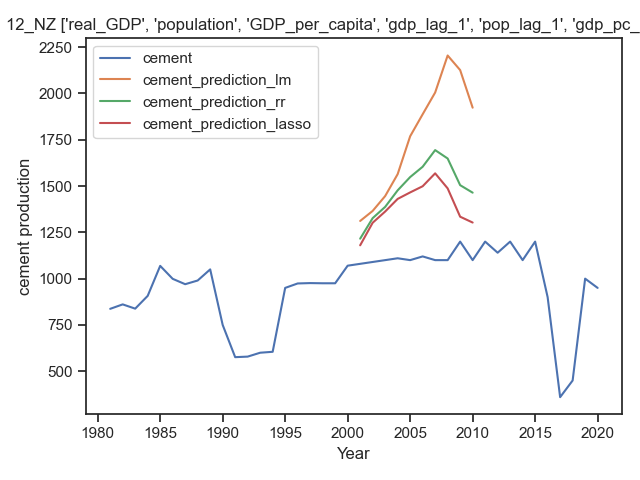 12_NZ ['real_GDP', 'population', 'GDP_per_capita', 'gdp_lag_1', 'pop_lag_1', 'gdp_pc_
cement
cement_prediction_lm
cement_prediction_rr
cement_prediction_lasso
2250
2000
1750
1500
1250
1000
750
500
cement production
1980 1985 1990 1995 2000 2005 2010 2015 2020
Year